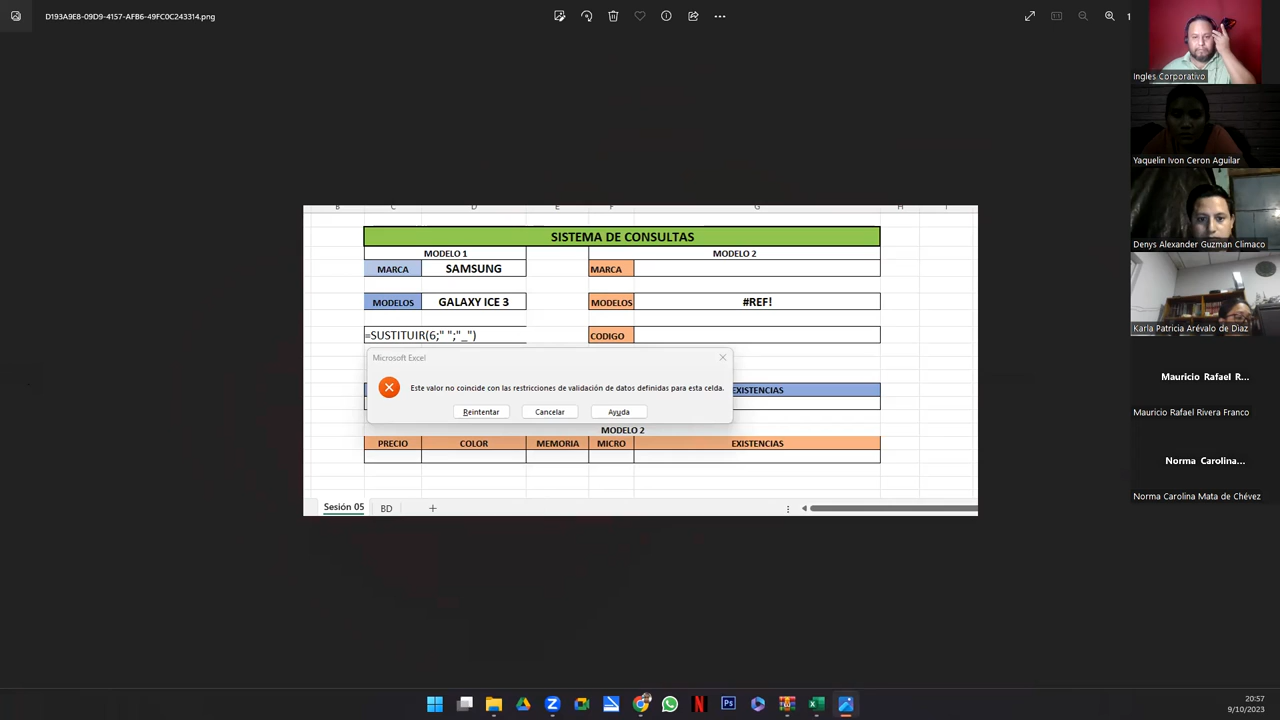 D193A9E8-09D9-4157-AFB6-49FC0C243314.png
1
Ingles Corporativo
Yaquelin Ivon Ceron Aguilar
Denys Alexander Guzman Climaco
Karla Patricia Arévalo de Diaz
Mauricio Rafael R...
Mauricio Rafael Rivera Franco
Norma Carolina...
Norma Carolina Mata de Chévez
B C D E F G H I
SISTEMA DE CONSULTAS
MODELO 1 MODELO 2
MARCA SAMSUNG MARCA
MODELOS GALAXY ICE 3 MODELOS #REF!
=SUSTITUIR(6;" ";"_") CODIGO
Microsoft Excel
Este valor no coincide con las restricciones de validación de datos definidas para esta celda.
EXISTENCIAS
Reintentar Cancelar Ayuda
MODELO 2
PRECIO COLOR MEMORIA MICRO EXISTENCIAS
Sesión 05 BD
20:57
9/10/2023